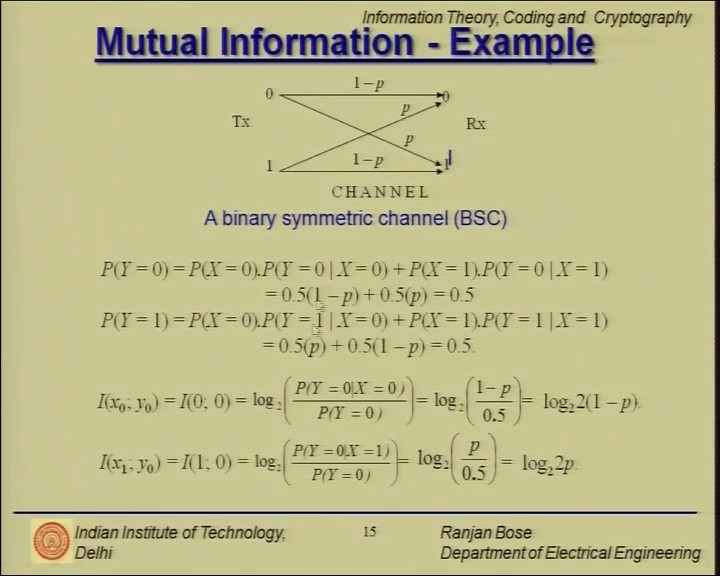 Information Theory, Coding and Cryptography
Mutual Information - Example
1–p
0 0
p
Tx Rx
p
1 1–p 1
CHANNEL
A binary symmetric channel (BSC)
P(Y = 0) = P(X = 0).P(Y = 0 | X = 0) + P(X = 1).P(Y = 0 | X = 1)
= 0.5(1 – p) + 0.5(p) = 0.5
P(Y = 1) = P(X = 0).P(Y = 1 | X = 0) + P(X = 1).P(Y = 1 | X = 1)
= 0.5(p) + 0.5(1 – p) = 0.5.
I(x₀; y₀) = I(0; 0) = log₂(P(Y = 0|X = 0)/P(Y = 0)) = log₂(1– p/0.5) = log₂2(1 – p).
I(x₁; y₀) = I(1; 0) = log₂(P(Y = 0|X = 1)/P(Y = 0)) = log₂(p/0.5) = log₂2p.
Indian Institute of Technology, 15 Ranjan Bose
Delhi Department of Electrical Engineering